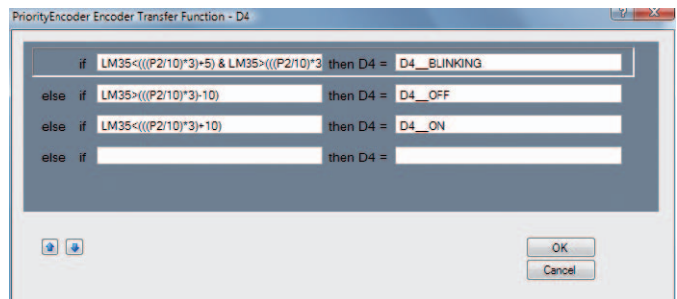 PriorityEncoder Encoder Transfer Function - D4
if LM35<(((P2/10)*3)+5) & LM35>(((P2/10)*3 then D4 = D4__BLINKING
else if LM35>(((P2/10)*3)-10) then D4 = D4__OFF
else if LM35<(((P2/10)*3)+10) then D4 = D4__ON
else if then D4 =
OK
Cancel